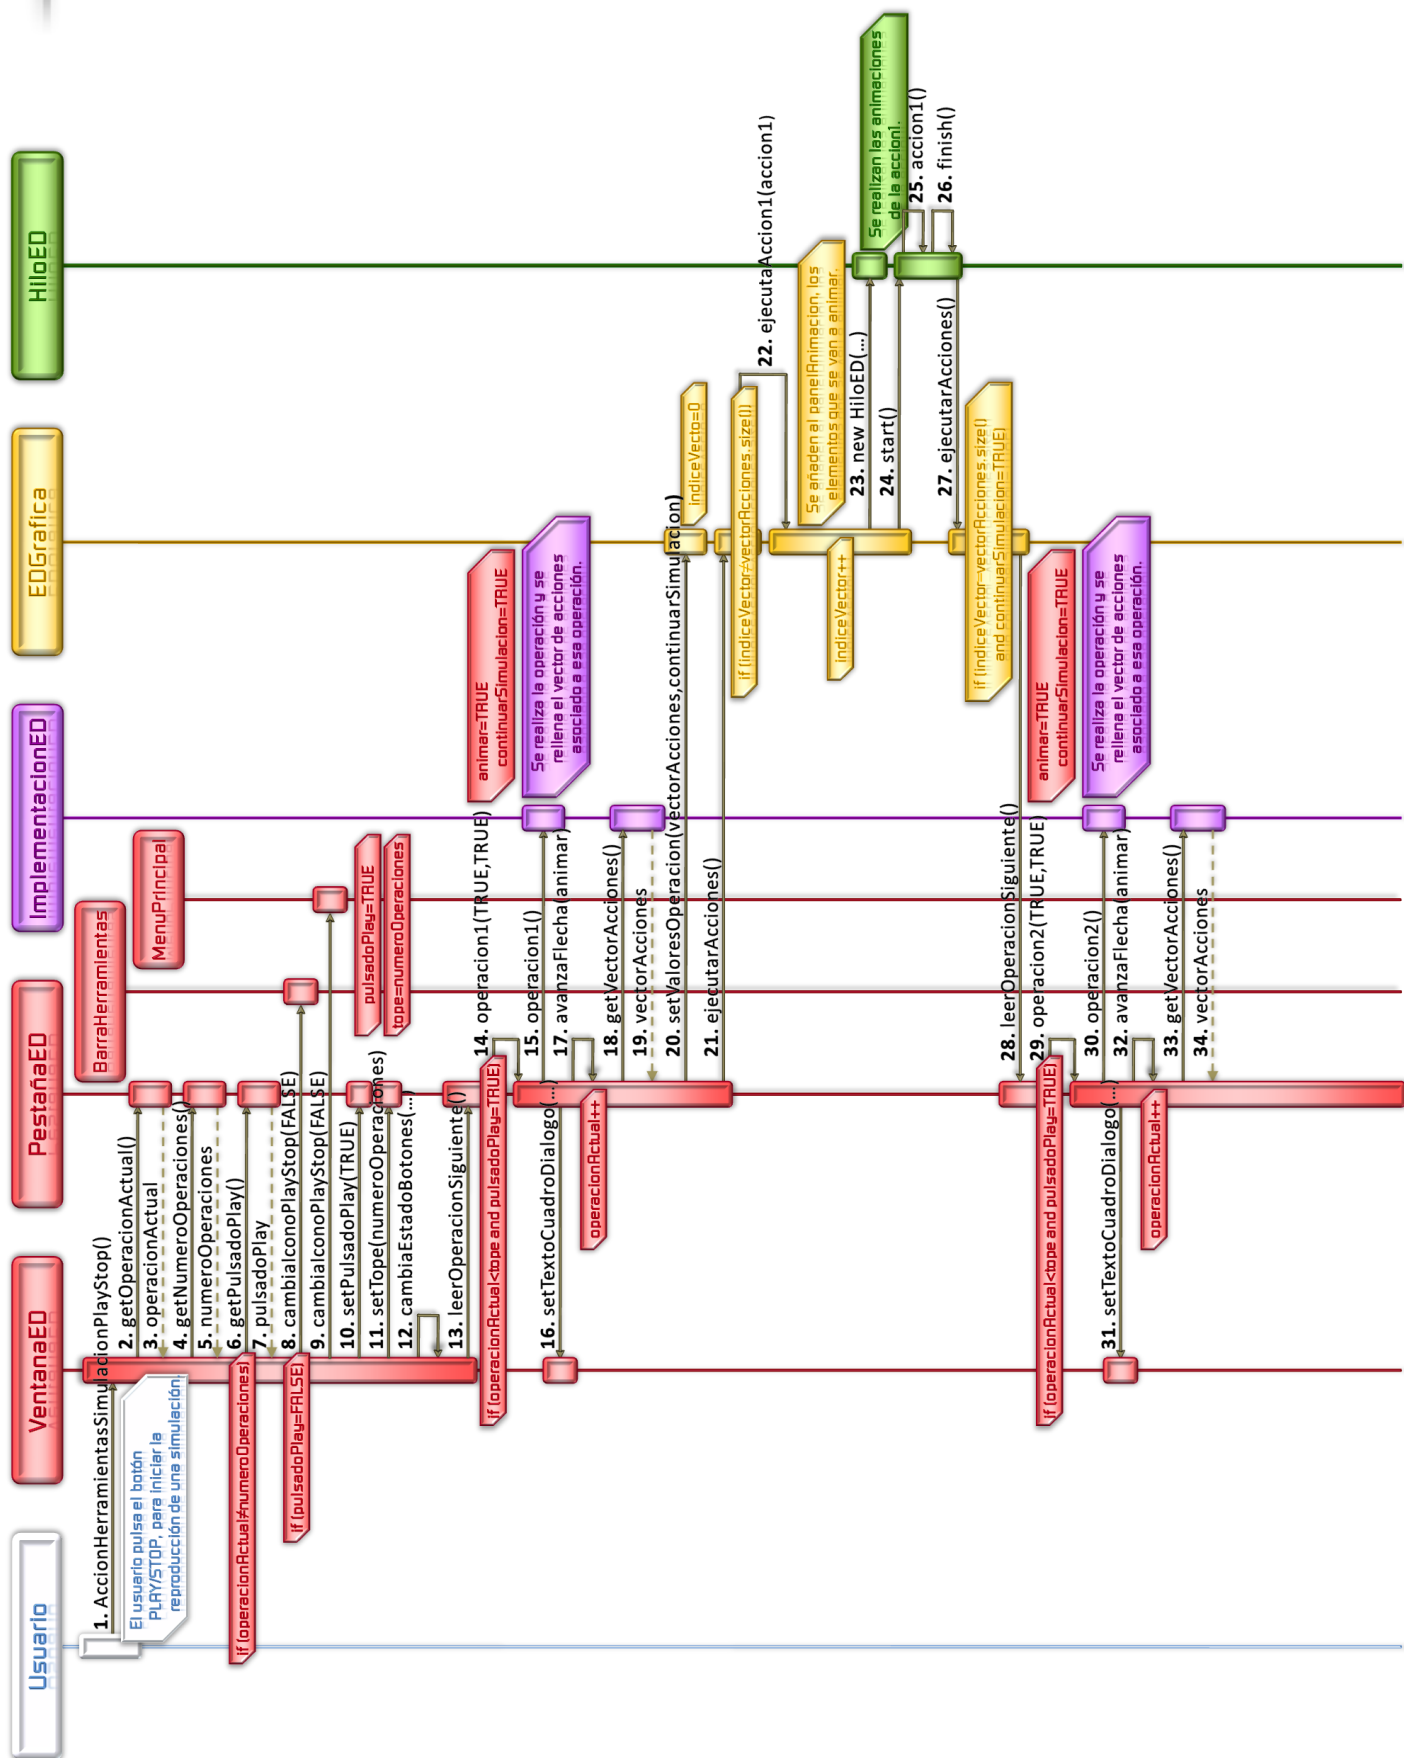 Usuario
VentanaED
PestañaED
ImplementacionED
EDGrafica
HiloED
BarraHerramientas
MenuPrincipal
1. AccionHerramientasSimulacionPlayStop()
El usuario pulsa el botón
PLAY/STOP, para iniciar la
reproducción de una simulación.
2. getOperacionActual()
3. operacionActual
4. getNumeroOperaciones()
5. numeroOperaciones
if (operacionActual≠numeroOperaciones)
6. getPulsadoPlay()
7. pulsadoPlay
if (pulsadoPlay=FALSE)
8. cambiaIconoPlayStop(FALSE)
9. cambiaIconoPlayStop(FALSE)
10. setPulsadoPlay(TRUE)
pulsadoPlay=TRUE
11. setTope(numeroOperaciones)
tope=numeroOperaciones
12. cambiaEstadoBotones(...)
13. leerOperacionSiguiente()
if (operacionActual<tope and pulsadoPlay=TRUE)
14. operacion1(TRUE,TRUE)
animar=TRUE
continuarSimulacion=TRUE
15. operacion1()
Se realiza la operación y se
rellena el vector de acciones
asociado a esa operación.
16. setTextoCuadroDialogo(...)
17. avanzaFlecha(animar)
operacionActual++
18. getVectorAcciones()
19. vectorAcciones
20. setValoresOperacion(vectorAcciones,continuarSimulacion)
indiceVecto=0
21. ejecutarAcciones()
if (indiceVector≠vectorAcciones.size())
22. ejecutaAccion1(accion1)
Se añaden al panelAnimacion, los
elementos que se van a animar.
indiceVector++
23. new HiloED(...)
24. start()
Se realizan las animaciones
de la accion1.
25. accion1()
26. finish()
27. ejecutarAcciones()
if (indiceVector=vectorAcciones.size()
and continuarSimulacion=TRUE)
28. leerOperacionSiguiente()
if (operacionActual<tope and pulsadoPlay=TRUE)
29. operacion2(TRUE,TRUE)
animar=TRUE
continuarSimulacion=TRUE
30. operacion2()
Se realiza la operación y se
rellena el vector de acciones
asociado a esa operación.
31. setTextoCuadroDialogo(...)
32. avanzaFlecha(animar)
operacionActual++
33. getVectorAcciones()
34. vectorAcciones